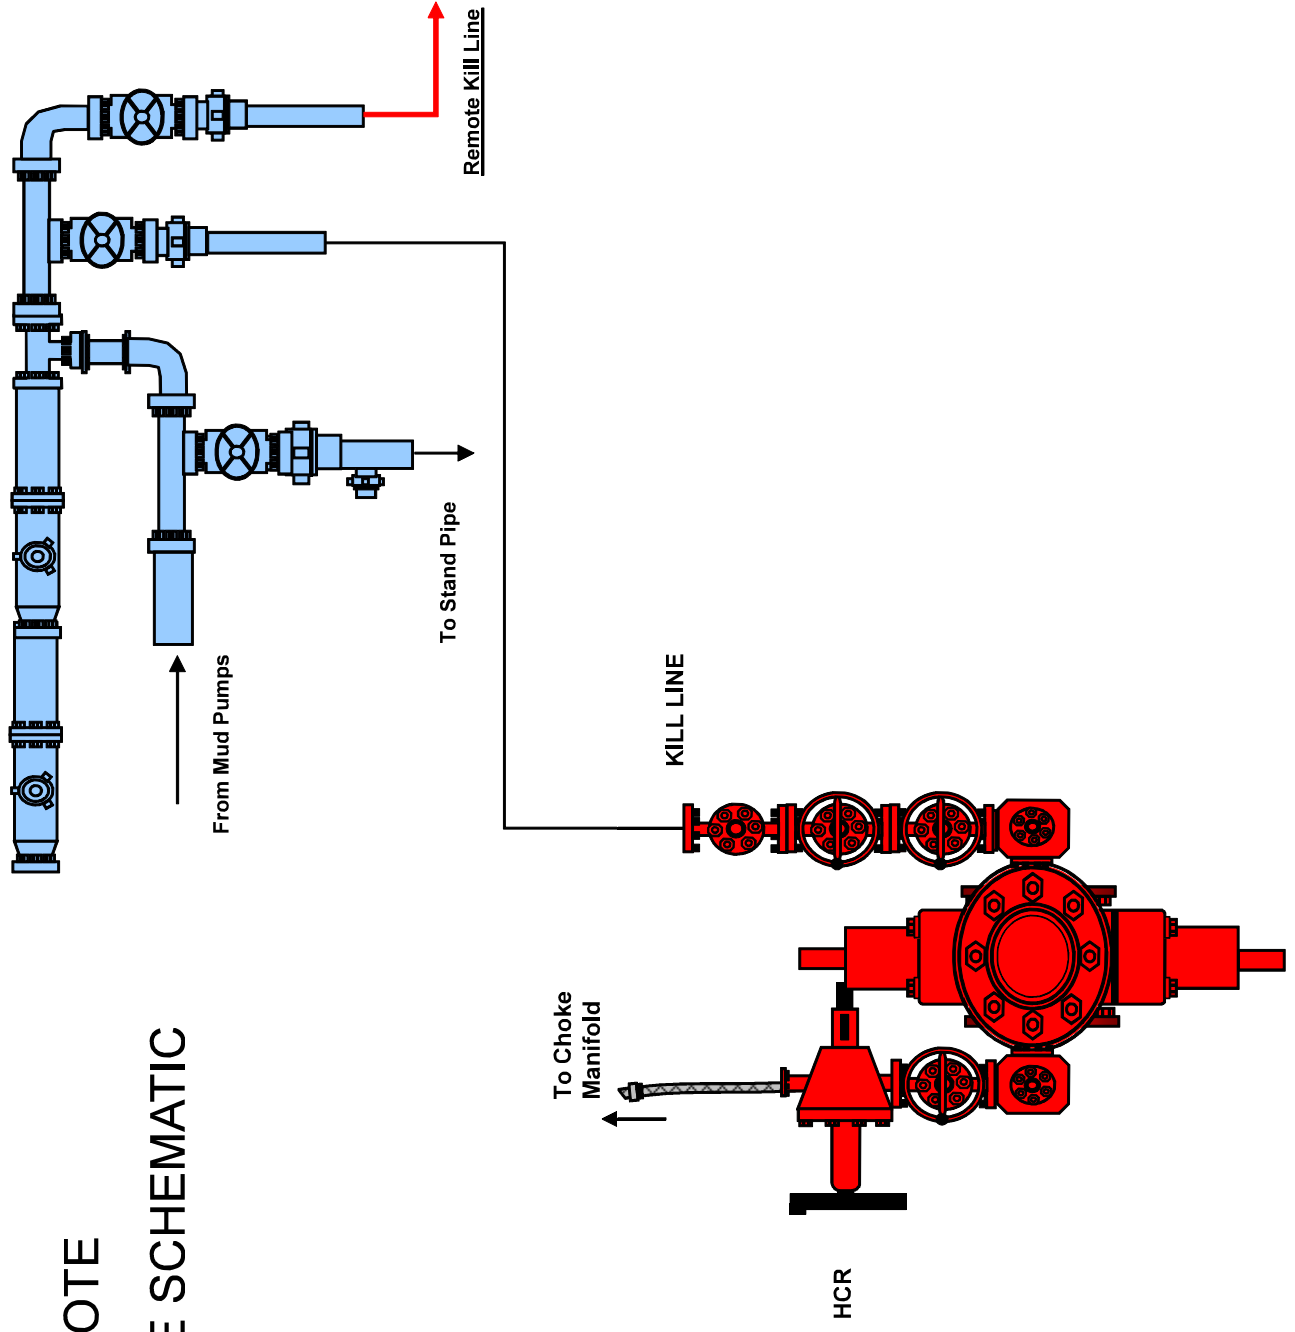 OTE
E SCHEMATIC
Remote Kill Line
To Stand Pipe
From Mud Pumps
KILL LINE
To Choke
Manifold
HCR